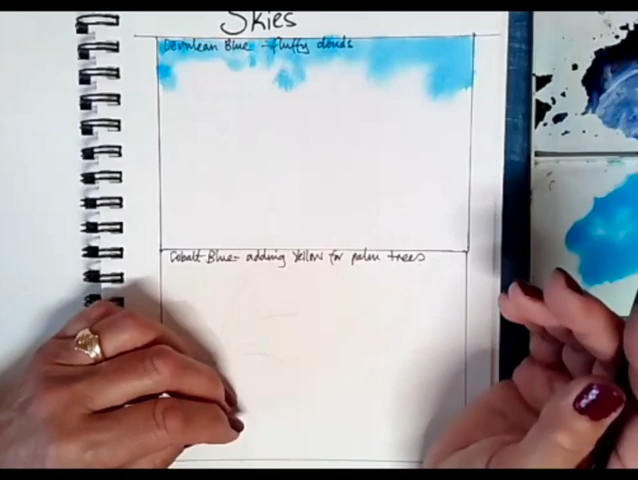 Skies
Cerulean Blue - fluffy clouds
Cobalt Blue - adding Yellow for palm trees